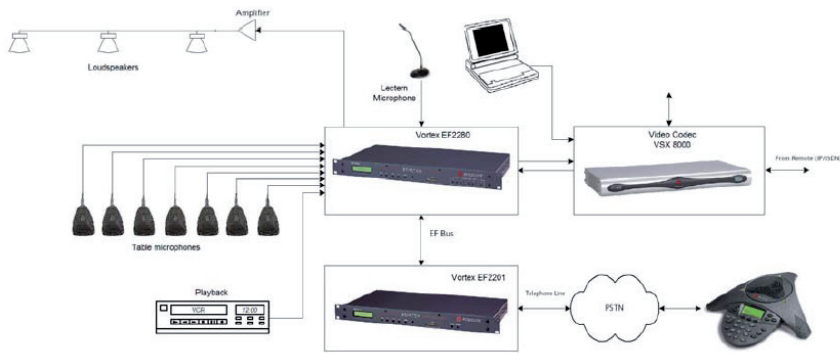 Amplifier
Loudspeakers
Lectern
Microphone
Vortex EF2280
Video Codec
VSX 8000
From Remote (IP/ISDN)
Table microphones
EF Bus
Playback
VCR
12:00
Vortex EF2201
Telephone Line
PSTN